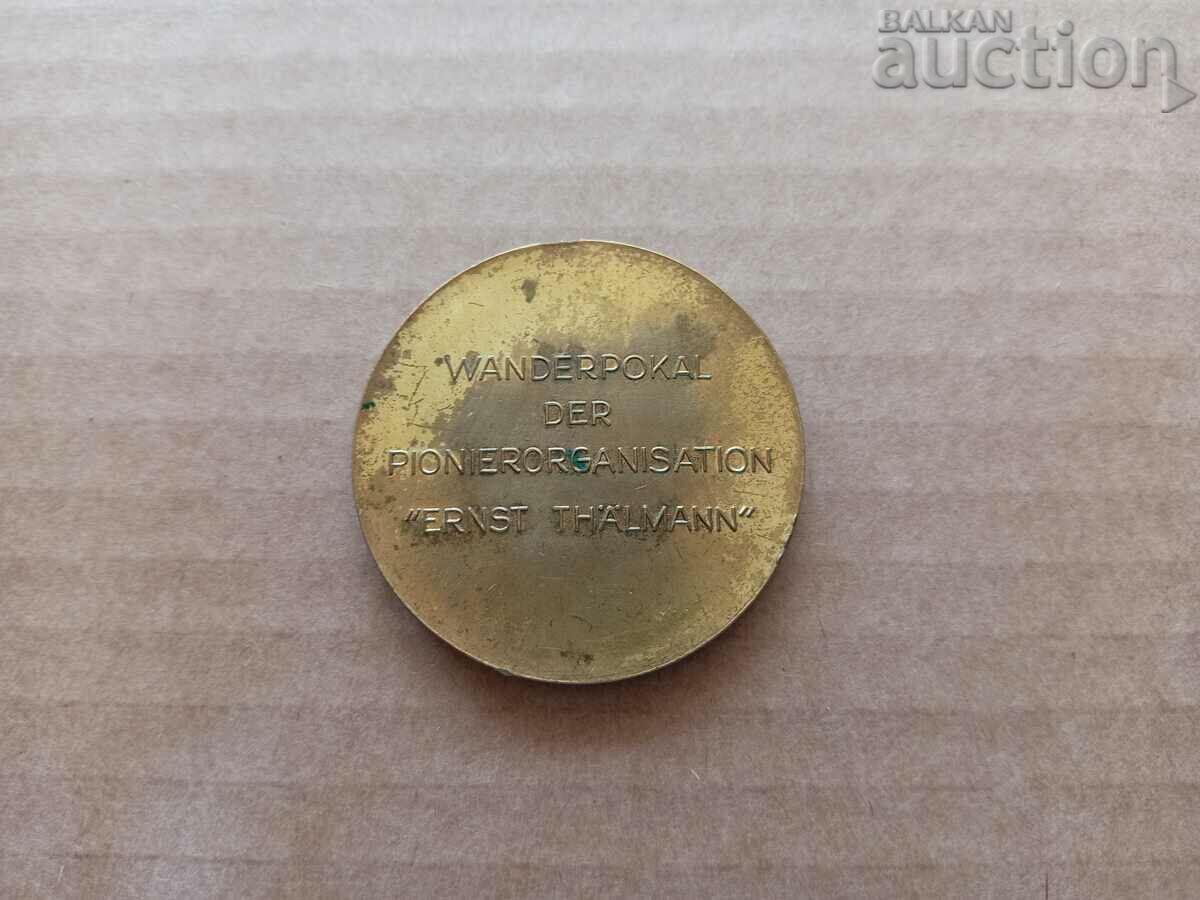 BALKAN
auction
WANDERPOKAL
DER
PIONIERORGANISATION
"ERNST THÄLMANN"